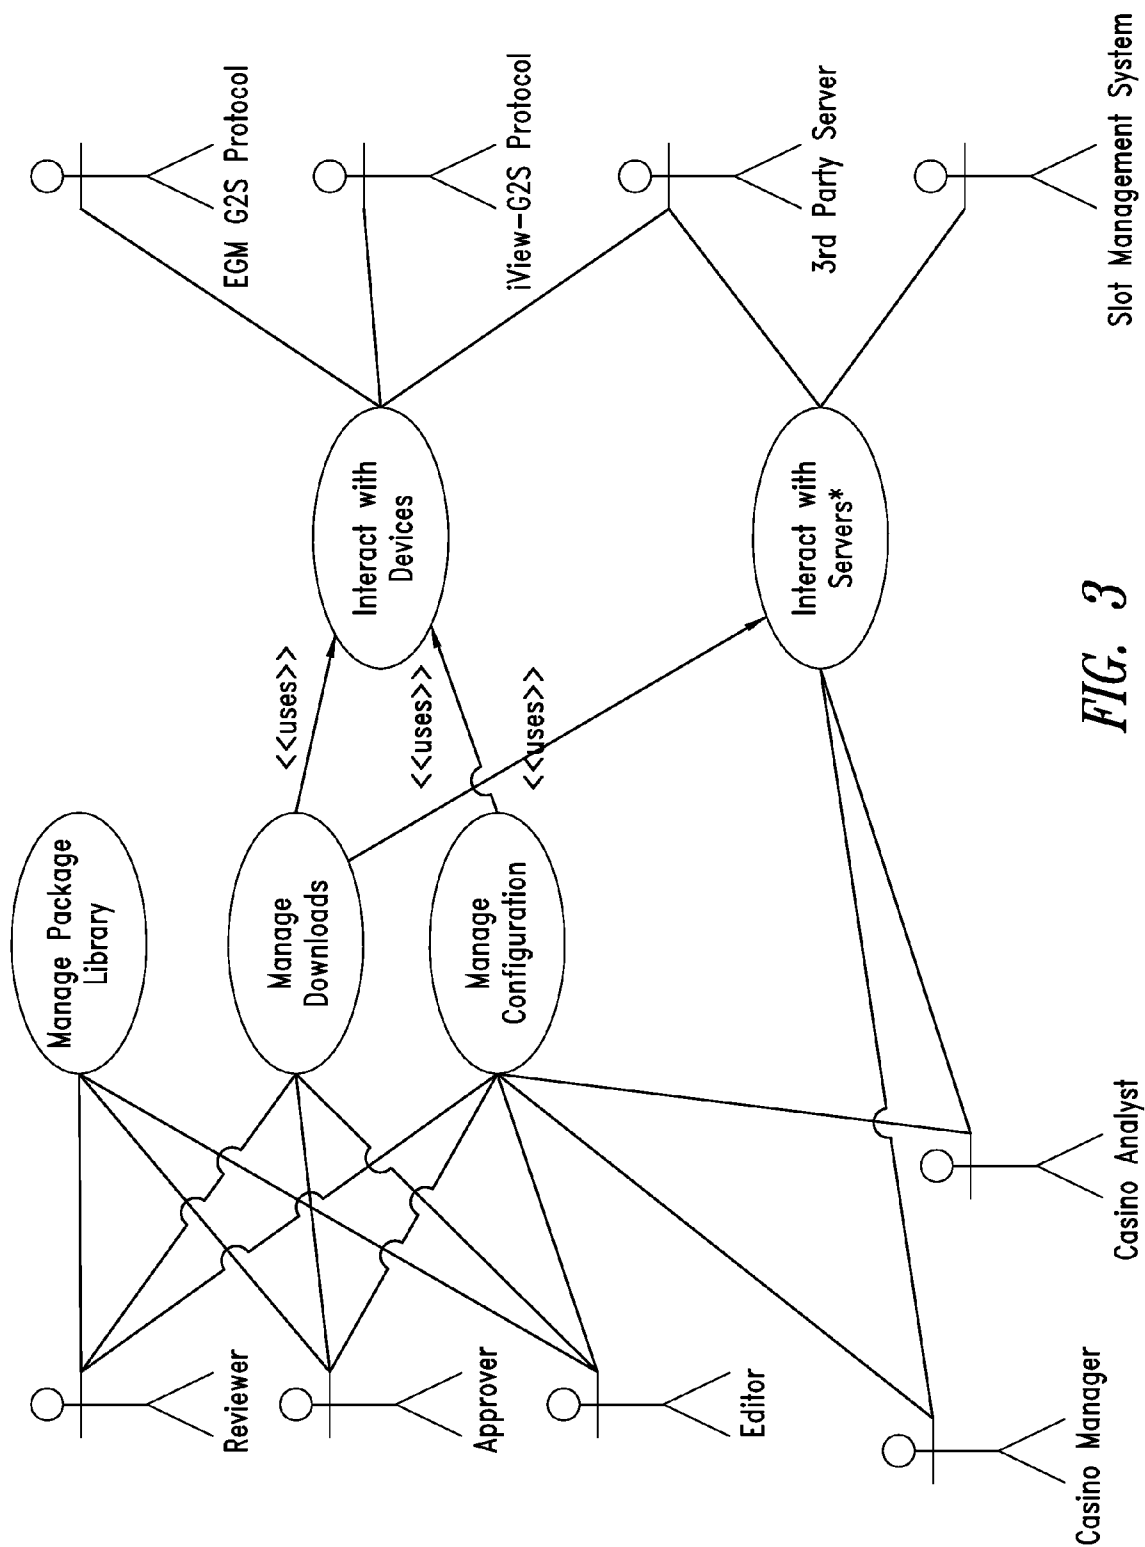 EGM G2S Protocol
iView-G2S Protocol
3rd Party Server
Slot Management System
Interact with
Devices
Interact with
Servers*
<<uses>>
<<uses>>
<<uses>>
Manage Package
Library
Manage
Downloads
Manage
Configuration
Reviewer
Approver
Editor
Casino Manager
Casino Analyst
FIG. 3